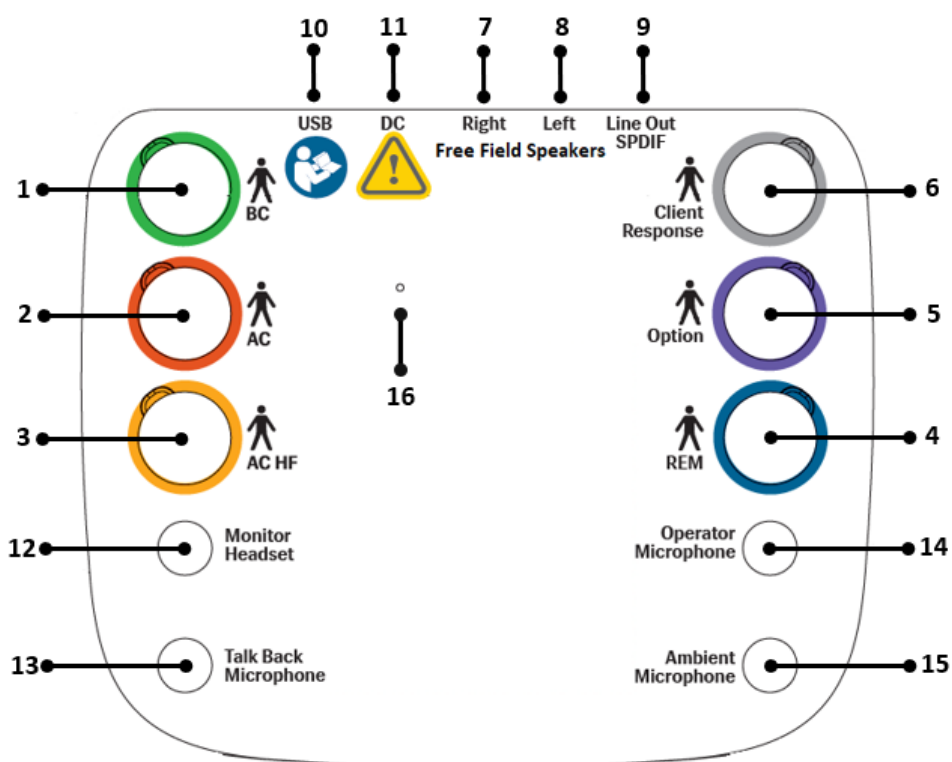 10 11 7 8 9
USB DC Right Left Line Out
SPDIF
Free Field Speakers
1
BC
6
Client
Response
2
AC
5
Option
16
3
AC HF
4
REM
12
Monitor
Headset
14
Operator
Microphone
13
Talk Back
Microphone
15
Ambient
Microphone